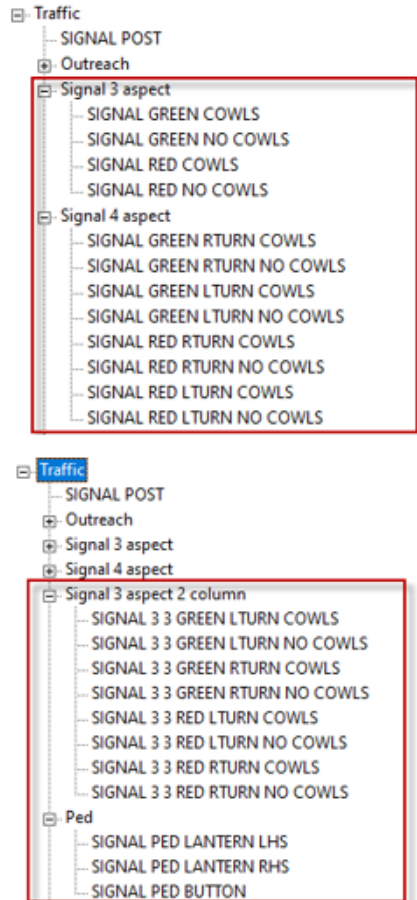 Traffic
SIGNAL POST
Outreach
Signal 3 aspect
SIGNAL GREEN COWLS
SIGNAL GREEN NO COWLS
SIGNAL RED COWLS
SIGNAL RED NO COWLS
Signal 4 aspect
SIGNAL GREEN RTURN COWLS
SIGNAL GREEN RTURN NO COWLS
SIGNAL GREEN LTURN COWLS
SIGNAL GREEN LTURN NO COWLS
SIGNAL RED RTURN COWLS
SIGNAL RED RTURN NO COWLS
SIGNAL RED LTURN COWLS
SIGNAL RED LTURN NO COWLS
Traffic
SIGNAL POST
Outreach
Signal 3 aspect
Signal 4 aspect
Signal 3 aspect 2 column
SIGNAL 3 3 GREEN LTURN COWLS
SIGNAL 3 3 GREEN LTURN NO COWLS
SIGNAL 3 3 GREEN RTURN COWLS
SIGNAL 3 3 GREEN RTURN NO COWLS
SIGNAL 3 3 RED LTURN COWLS
SIGNAL 3 3 RED LTURN NO COWLS
SIGNAL 3 3 RED RTURN COWLS
SIGNAL 3 3 RED RTURN NO COWLS
Ped
SIGNAL PED LANTERN LHS
SIGNAL PED LANTERN RHS
SIGNAL PED BUTTON